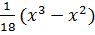 1/18 (x³ − x²)